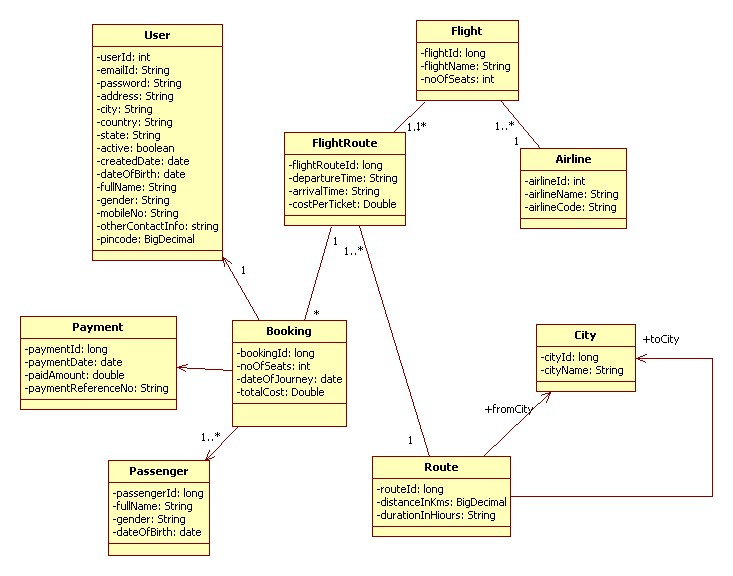 User
-userId: int
-emailId: String
-password: String
-address: String
-city: String
-country: String
-state: String
-active: boolean
-createdDate: date
-dateOfBirth: date
-fullName: String
-gender: String
-mobileNo: String
-otherContactInfo: string
-pincode: BigDecimal
Flight
-flightId: long
-flightName: String
-noOfSeats: int
1..*
1
1..*
1
FlightRoute
-flightRouteId: long
-departureTime: String
-arrivalTime: String
-costPerTicket: Double
Airline
-airlineId: int
-airlineName: String
-airlineCode: String
1
1..*
1
*
Payment
-paymentId: long
-paymentDate: date
-paidAmount: double
-paymentReferenceNo: String
Booking
-bookingId: long
-noOfSeats: int
-dateOfJourney: date
-totalCost: Double
City
-cityId: long
-cityName: String
+toCity
+fromCity
1..*
1
Passenger
-passengerId: long
-fullName: String
-gender: String
-dateOfBirth: date
Route
-routeId: long
-distanceInKms: BigDecimal
-durationInHiours: String